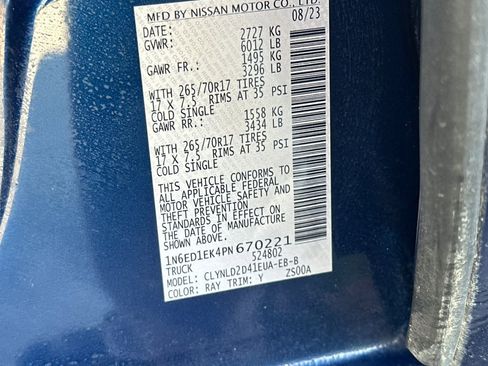 MFD BY NISSAN MOTOR CO., LTD.
DATE: 08/23
GVWR: 2727 KG
6012 LB
GAWR FR.: 1495 KG
3296 LB
WITH 265/70R17 TIRES
17 X 7.5 RIMS AT 35 PSI
COLD SINGLE
GAWR RR.: 1558 KG
3434 LB
WITH 265/70R17 TIRES
17 X 7.5 RIMS AT 35 PSI
COLD SINGLE
THIS VEHICLE CONFORMS TO
ALL APPLICABLE FEDERAL
MOTOR VEHICLE SAFETY AND
THEFT PREVENTION
STANDARDS IN EFFECT ON
THE DATE OF MANUFACTURE
SHOWN ABOVE.
1N6ED1EK4PN670221
TRUCK 524802
MODEL: CLYNLD2D41EUA-EB-B
COLOR: RAY TRIM: Y ZS00A